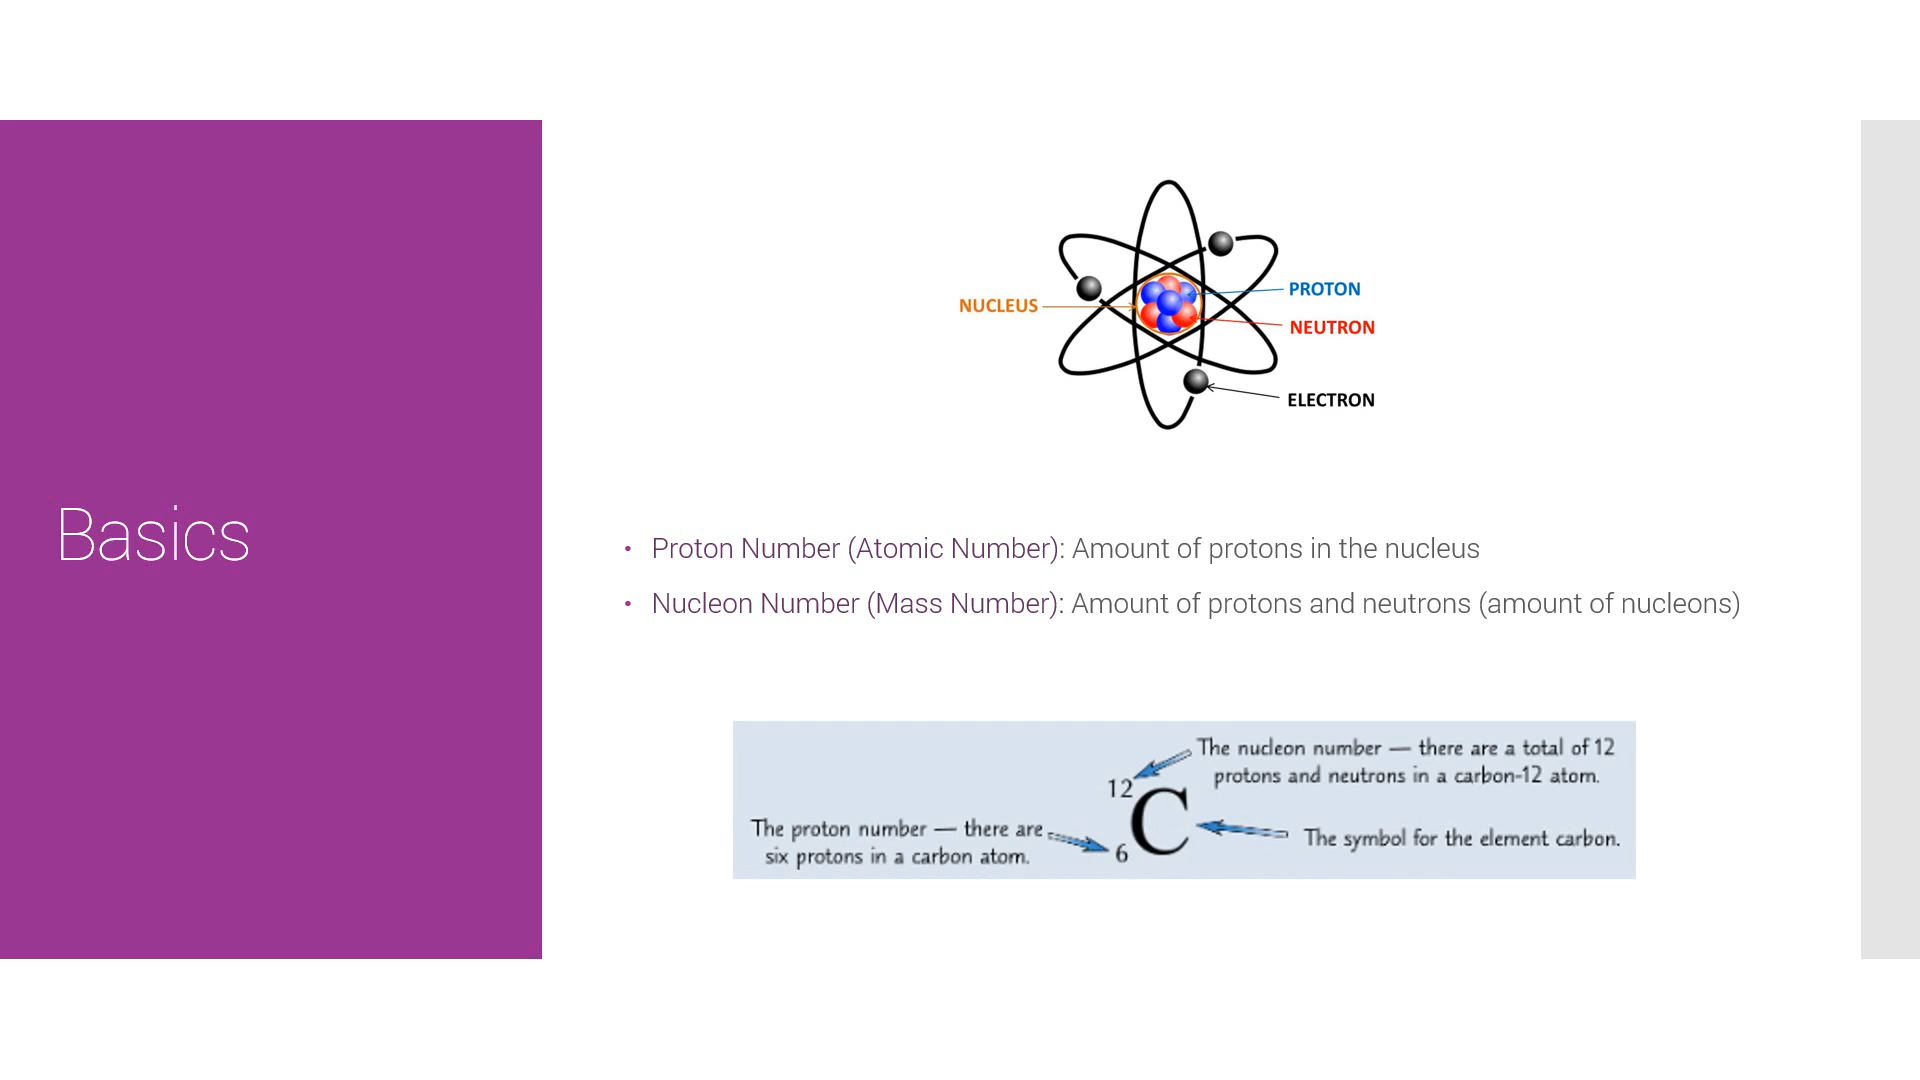 Basics
NUCLEUS
PROTON
NEUTRON
ELECTRON
• Proton Number (Atomic Number): Amount of protons in the nucleus
• Nucleon Number (Mass Number): Amount of protons and neutrons (amount of nucleons)
The nucleon number — there are a total of 12
protons and neutrons in a carbon-12 atom.
12
C
6
The proton number — there are
six protons in a carbon atom.
The symbol for the element carbon.